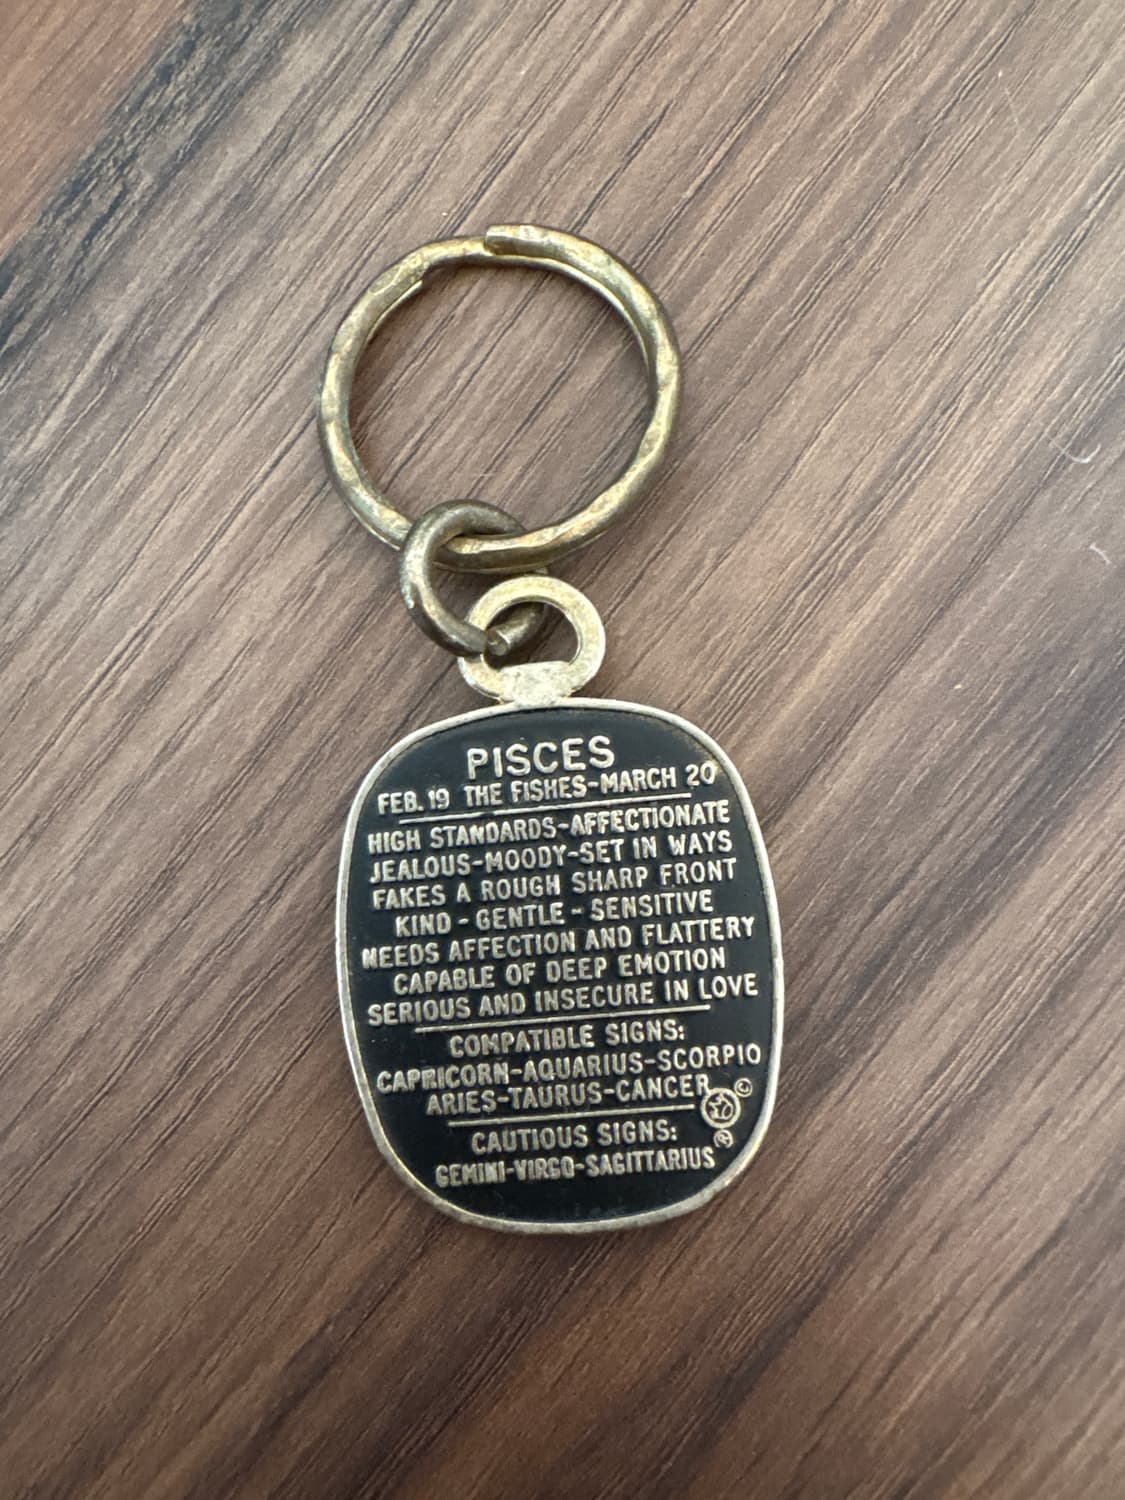 PISCES
FEB. 19 THE FISHES-MARCH 20
HIGH STANDARDS-AFFECTIONATE
JEALOUS-MOODY-SET IN WAYS
FAKES A ROUGH SHARP FRONT
KIND - GENTLE - SENSITIVE
NEEDS AFFECTION AND FLATTERY
CAPABLE OF DEEP EMOTION
SERIOUS AND INSECURE IN LOVE
COMPATIBLE SIGNS:
CAPRICORN-AQUARIUS-SCORPIO
ARIES-TAURUS-CANCER
©
®
CAUTIOUS SIGNS:
GEMINI-VIRGO-SAGITTARIUS